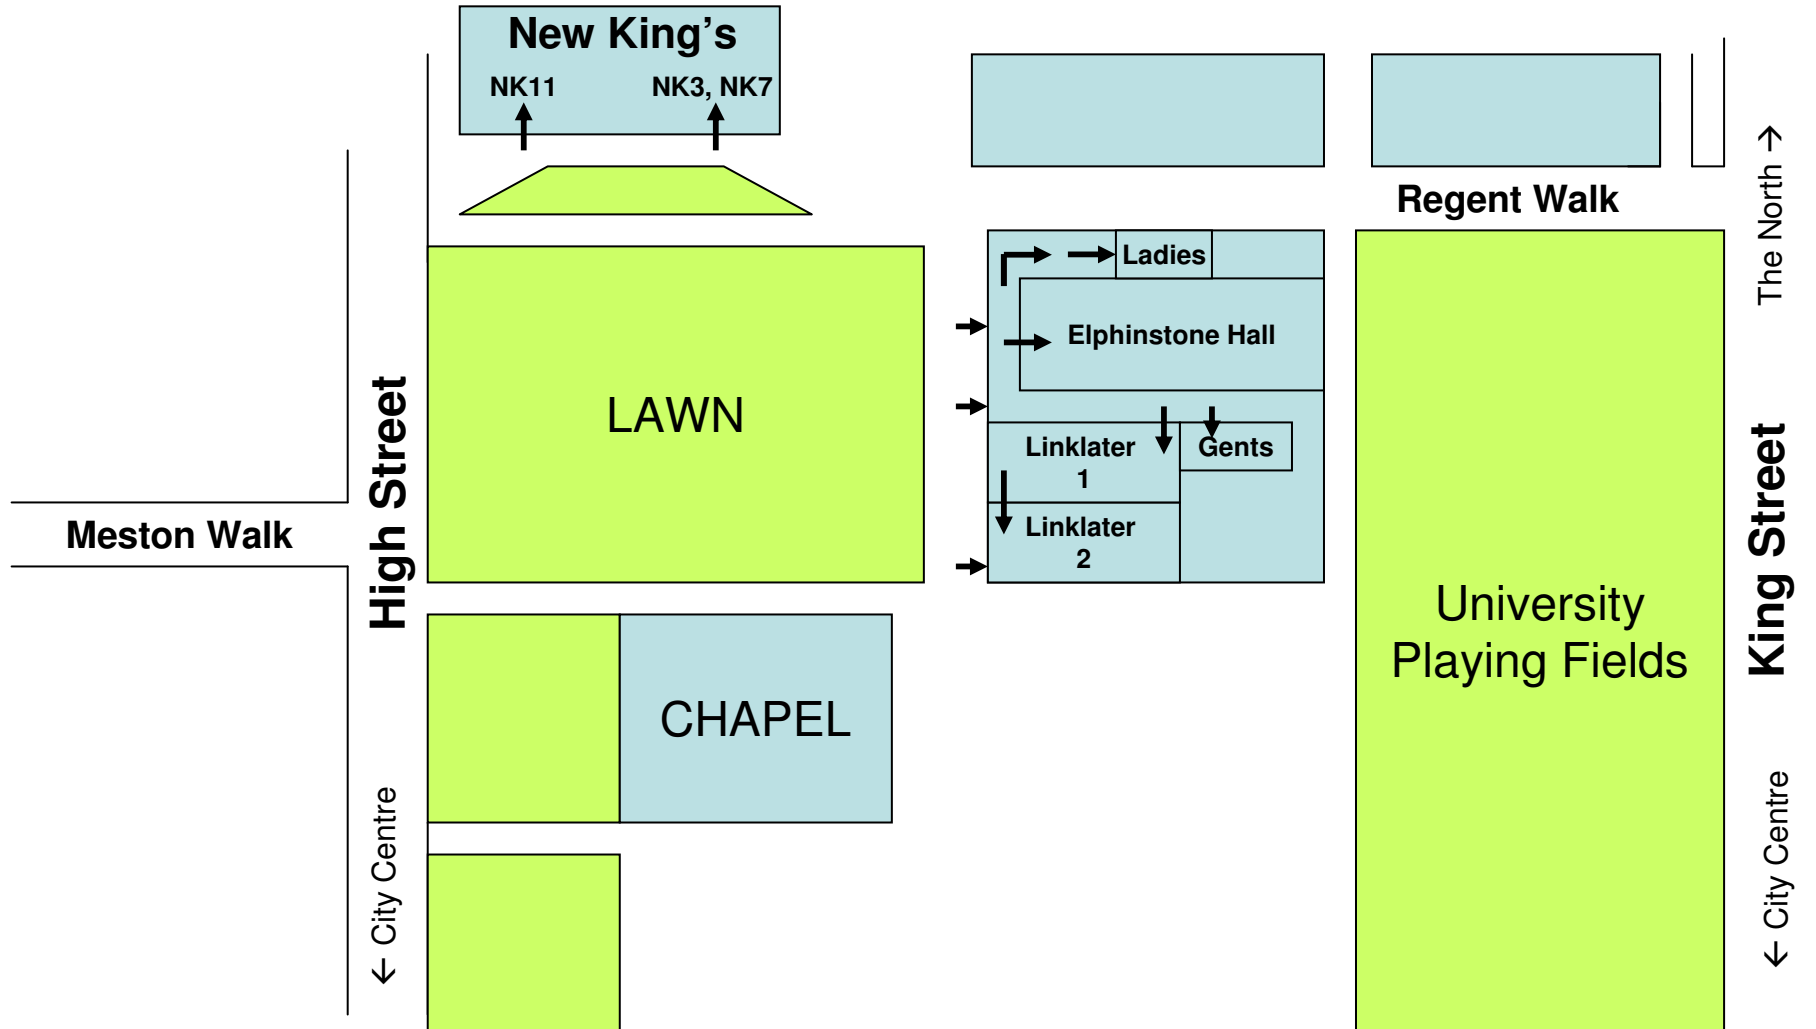 New King's
NK11
NK3, NK7
Regent Walk
The North →
Ladies
Elphinstone Hall
LAWN
Linklater
1
Gents
Linklater
2
High Street
Meston Walk
King Street
University
Playing Fields
CHAPEL
← City Centre
← City Centre